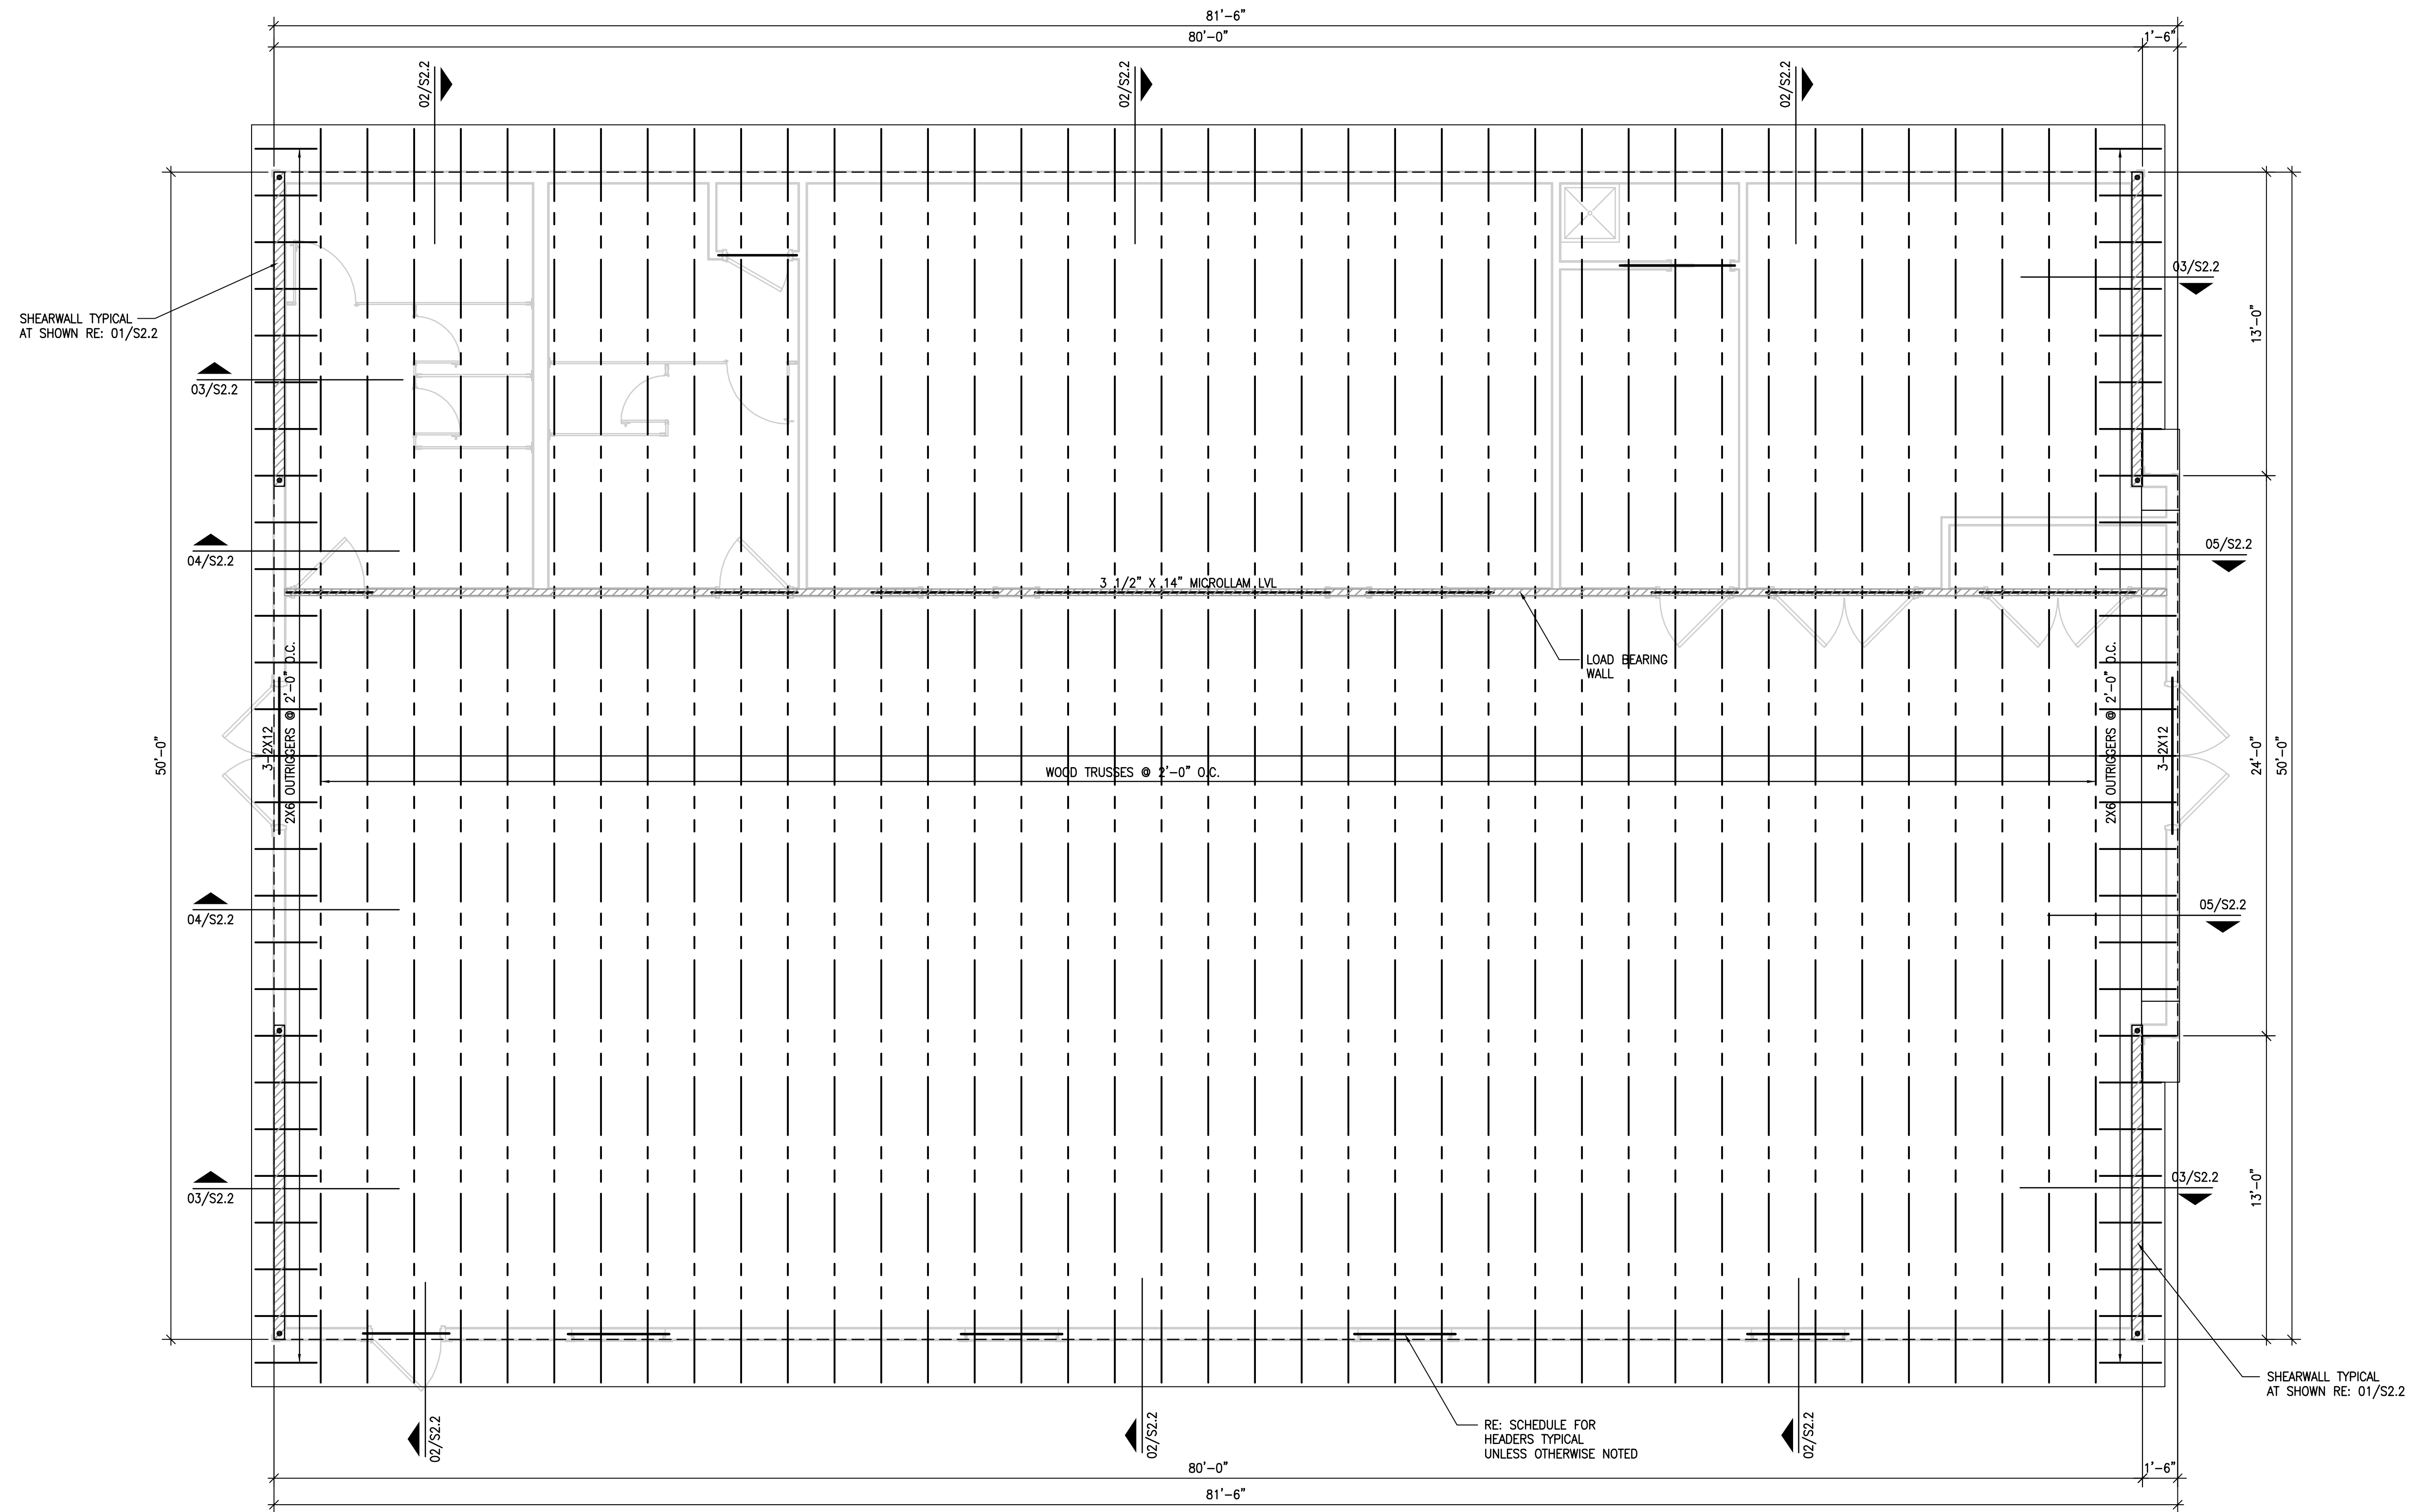 81'-6"
80'-0"
1'-6"
02/S2.2
02/S2.2
02/S2.2
03/S2.2
SHEARWALL TYPICAL
AT SHOWN RE: 01/S2.2
13'-0"
03/S2.2
04/S2.2
05/S2.2
3 1/2" X 14" MICROLLAM LVL
LOAD BEARING
WALL
50'-0"
3-2X12
2X6 OUTRIGGERS @ 2'-0" O.C.
WOOD TRUSSES @ 2'-0" O.C.
2X6 OUTRIGGERS @ 2'-0" O.C.
3-2X12
24'-0"
50'-0"
04/S2.2
05/S2.2
03/S2.2
03/S2.2
13'-0"
SHEARWALL TYPICAL
AT SHOWN RE: 01/S2.2
02/S2.2
02/S2.2
02/S2.2
RE: SCHEDULE FOR
HEADERS TYPICAL
UNLESS OTHERWISE NOTED
80'-0"
1'-6"
81'-6"